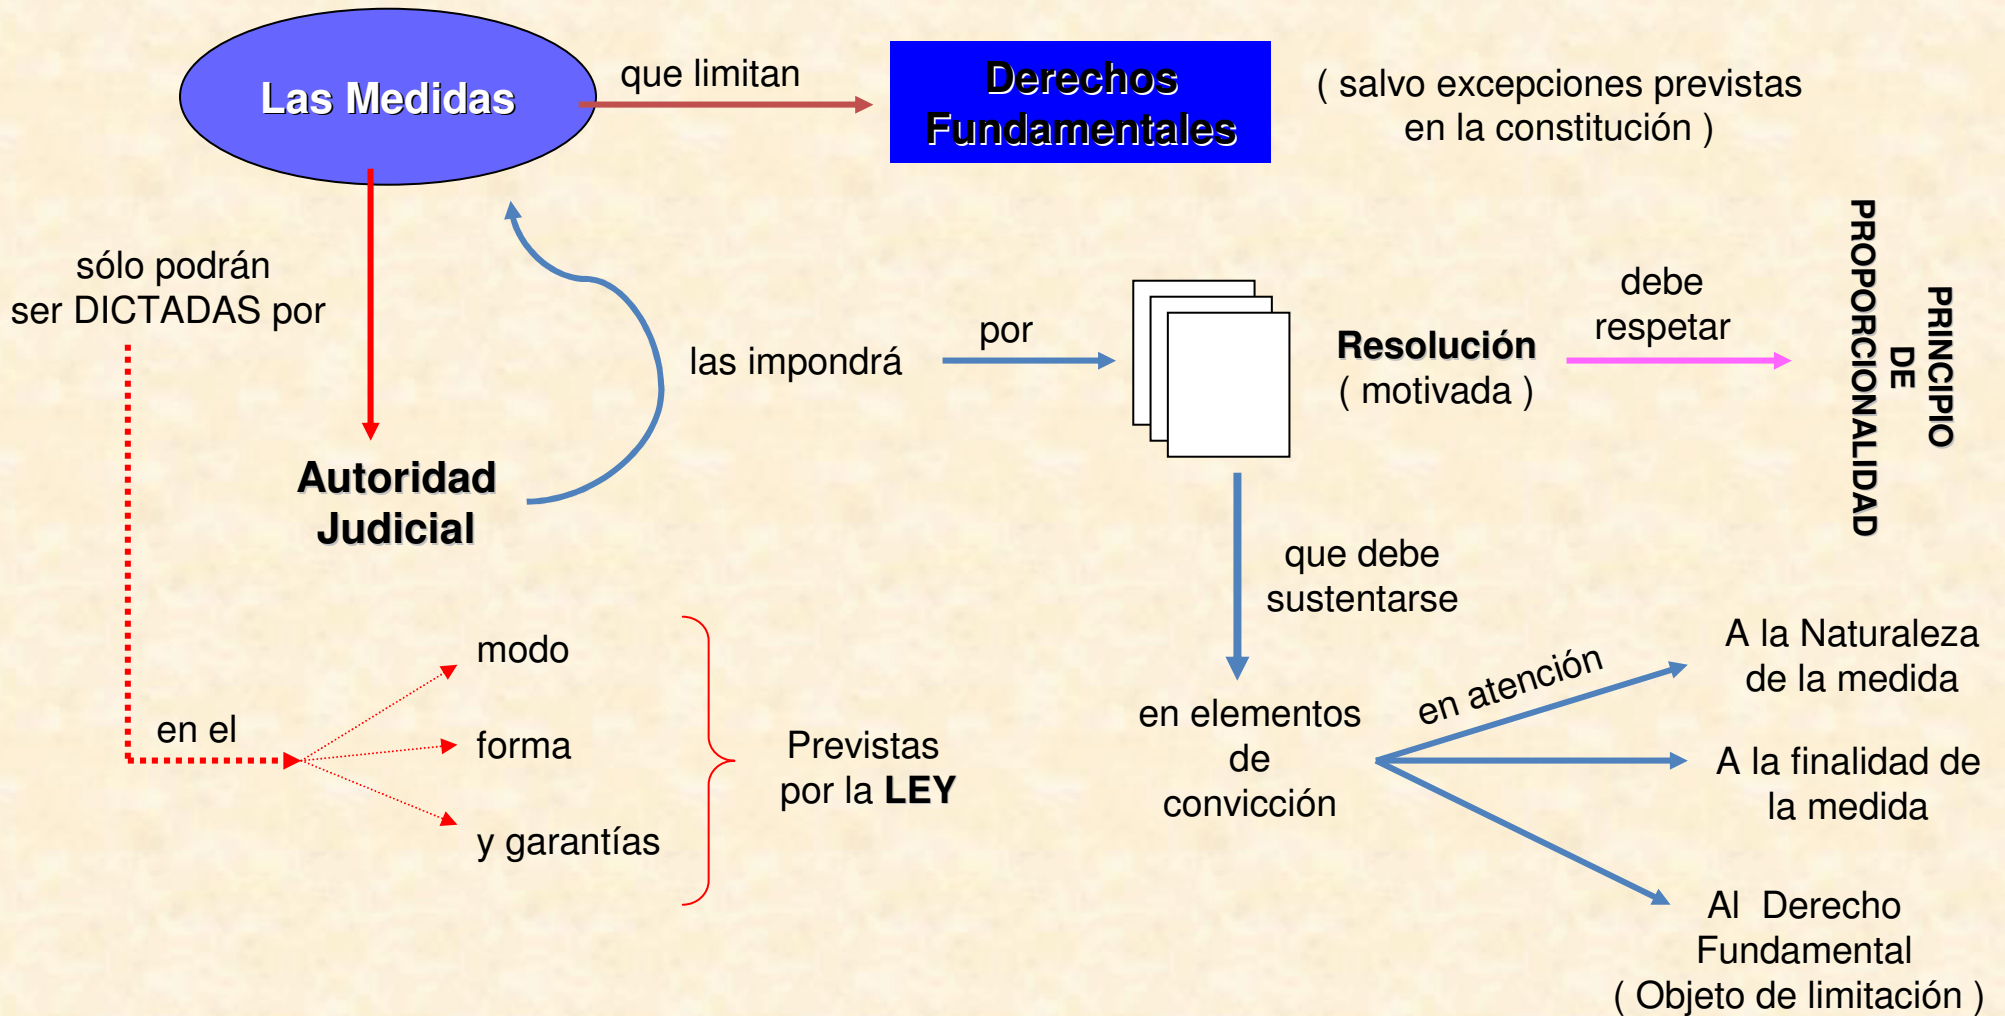 Las Medidas
que limitan
Derechos
Fundamentales
( salvo excepciones previstas
en la constitución )
sólo podrán
ser DICTADAS por
Autoridad
Judicial
las impondrá
por
Resolución
( motivada )
debe
respetar
PRINCIPIO
DE
PROPORCIONALIDAD
que debe
sustentarse
en el
modo
forma
y garantías
Previstas
por la LEY
en elementos
de
convicción
en atención
A la Naturaleza
de la medida
A la finalidad de
la medida
Al Derecho
Fundamental
( Objeto de limitación )